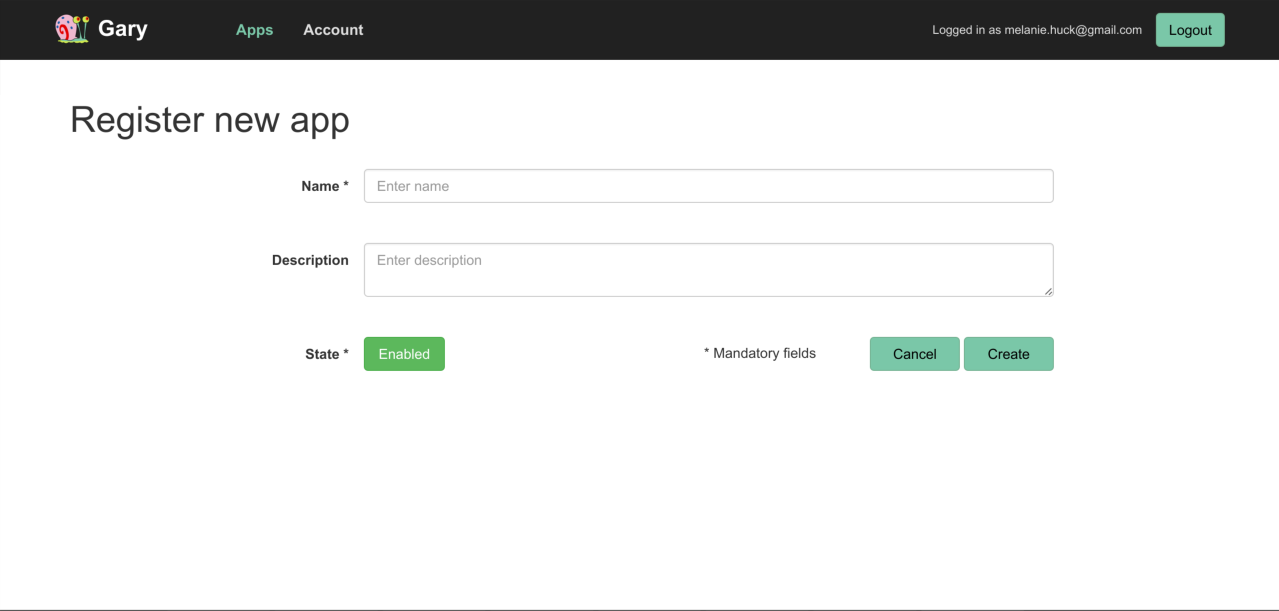 Gary Apps Account Logged in as melanie.huck@gmail.com Logout
Register new app
Name * Enter name
Description Enter description
State * Enabled * Mandatory fields Cancel Create